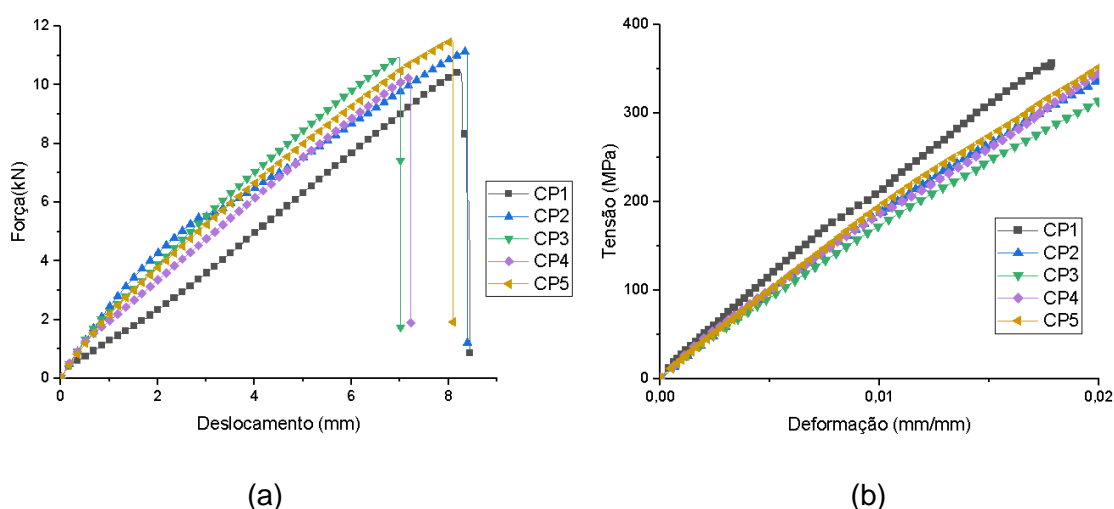 12
10
8
6
4
2
0
Força(kN)
0 2 4 6 8
Deslocamento (mm)
CP1
CP2
CP3
CP4
CP5
(a)
400
300
200
100
0
Tensão (MPa)
0,00 0,01 0,02
Deformação (mm/mm)
CP1
CP2
CP3
CP4
CP5
(b)